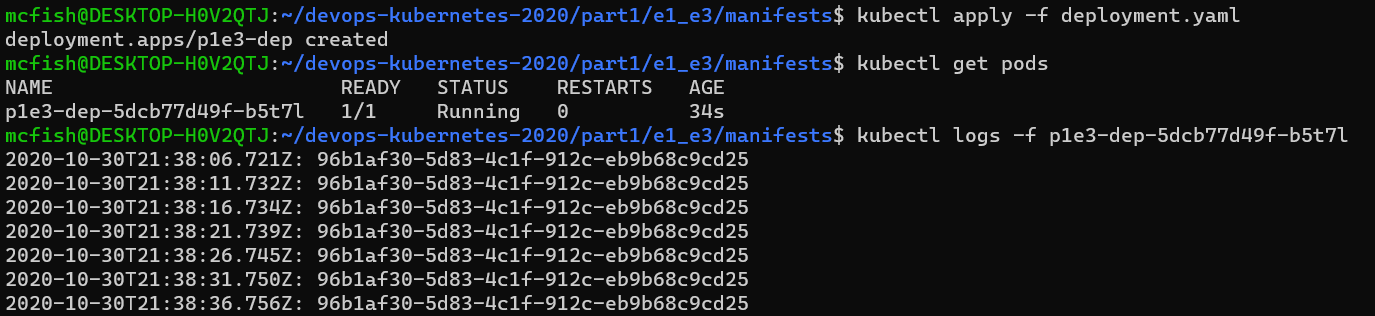 mcfish@DESKTOP-H0V2QTJ:~/devops-kubernetes-2020/part1/e1_e3/manifests$ kubectl apply -f deployment.yaml
deployment.apps/p1e3-dep created
mcfish@DESKTOP-H0V2QTJ:~/devops-kubernetes-2020/part1/e1_e3/manifests$ kubectl get pods
NAME                        READY   STATUS    RESTARTS   AGE
p1e3-dep-5dcb77d49f-b5t7l   1/1     Running   0          34s
mcfish@DESKTOP-H0V2QTJ:~/devops-kubernetes-2020/part1/e1_e3/manifests$ kubectl logs -f p1e3-dep-5dcb77d49f-b5t7l
2020-10-30T21:38:06.721Z: 96b1af30-5d83-4c1f-912c-eb9b68c9cd25
2020-10-30T21:38:11.732Z: 96b1af30-5d83-4c1f-912c-eb9b68c9cd25
2020-10-30T21:38:16.734Z: 96b1af30-5d83-4c1f-912c-eb9b68c9cd25
2020-10-30T21:38:21.739Z: 96b1af30-5d83-4c1f-912c-eb9b68c9cd25
2020-10-30T21:38:26.745Z: 96b1af30-5d83-4c1f-912c-eb9b68c9cd25
2020-10-30T21:38:31.750Z: 96b1af30-5d83-4c1f-912c-eb9b68c9cd25
2020-10-30T21:38:36.756Z: 96b1af30-5d83-4c1f-912c-eb9b68c9cd25